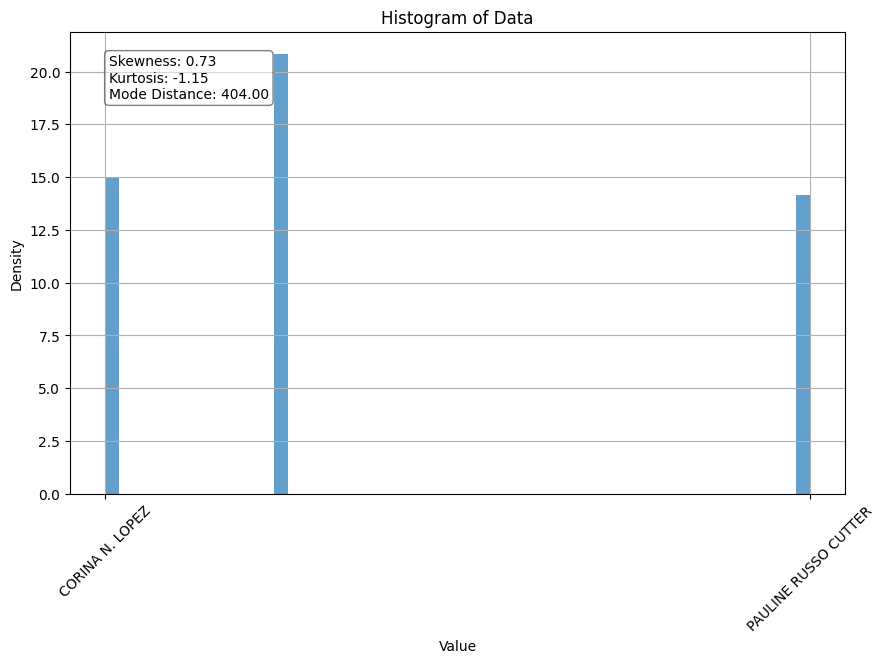 Histogram of Data
Skewness: 0.73
Kurtosis: -1.15
Mode Distance: 404.00
20.0
17.5
15.0
12.5
10.0
7.5
5.0
2.5
0.0
Density
CORINA N. LOPEZ
PAULINE RUSSO CUTTER
Value